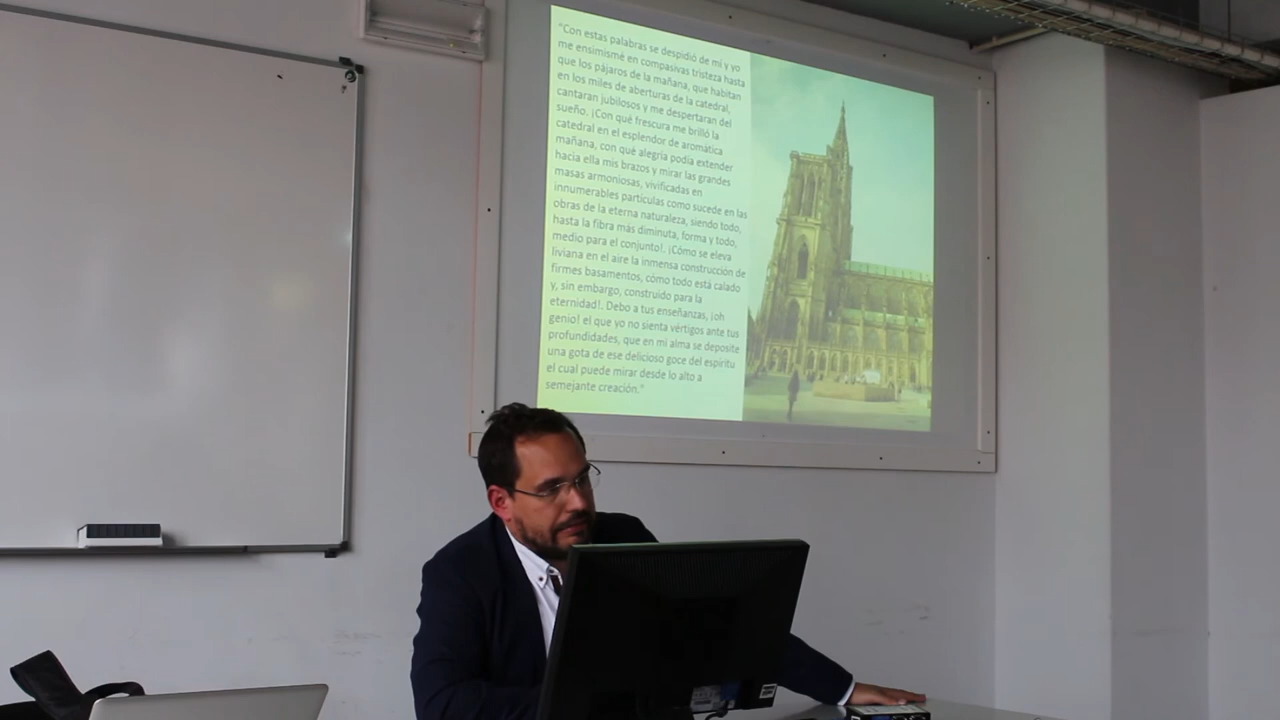 “Con estas palabras se despidió de mí y yo
me ensimismé en compasivas tristeza hasta
que los pájaros de la mañana, que habitan
en los miles de aberturas de la catedral,
cantaran jubilosos y me despertaran del
sueño. ¡Con qué frescura me brilló la
catedral en el esplendor de aromática
mañana, con qué alegría podía extender
hacia ella mis brazos y mirar las grandes
masas armoniosas, vivificadas en
innumerables partículas como sucede en las
obras de la eterna naturaleza, siendo todo,
hasta la fibra más diminuta, forma y todo,
medio para el conjunto!. ¡Cómo se eleva
liviana en el aire la inmensa construcción de
firmes basamentos, cómo todo está calado
y, sin embargo, construido para la
eternidad!. Debo a tus enseñanzas, ¡oh
genio! el que yo no sienta vértigos ante tus
profundidades, que en mi alma se deposite
una gota de ese delicioso goce del espíritu
el cual puede mirar desde lo alto a
semejante creación.”